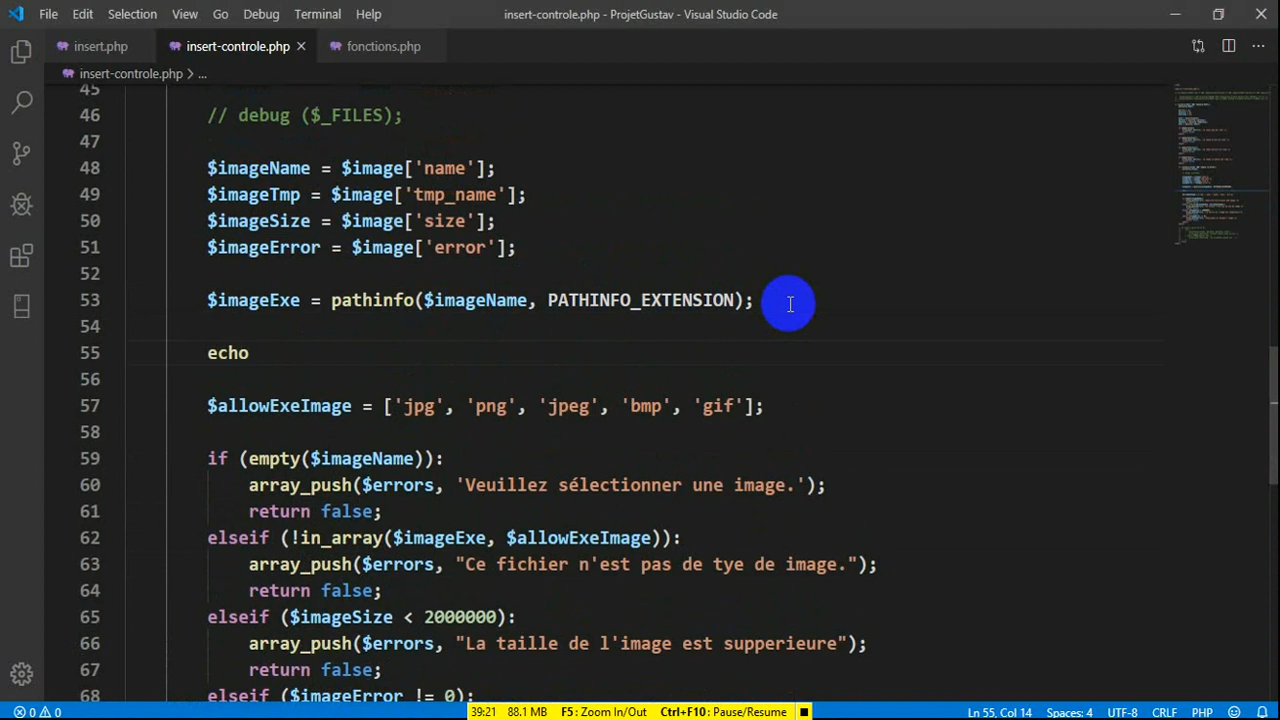 File Edit Selection View Go Debug Terminal Help insert-controle.php - ProjetGustav - Visual Studio Code
insert.php insert-controle.php × fonctions.php
insert-controle.php > ...
45
46 // debug ($_FILES);
47
48 $imageName = $image['name'];
49 $imageTmp = $image['tmp_name'];
50 $imageSize = $image['size'];
51 $imageError = $image['error'];
52
53 $imageExe = pathinfo($imageName, PATHINFO_EXTENSION);
54
55 echo
56
57 $allowExeImage = ['jpg', 'png', 'jpeg', 'bmp', 'gif'];
58
59 if (empty($imageName)):
60 array_push($errors, 'Veuillez sélectionner une image.');
61 return false;
62 elseif (!in_array($imageExe, $allowExeImage)):
63 array_push($errors, "Ce fichier n'est pas de tye de image.");
64 return false;
65 elseif ($imageSize < 2000000):
66 array_push($errors, "La taille de l'image est supperieure");
67 return false;
68 elseif ($imageError != 0):
0 0 39:21 88.1 MB F5: Zoom In/Out Ctrl+F10: Pause/Resume Ln 55, Col 14 Spaces: 4 UTF-8 CRLF PHP